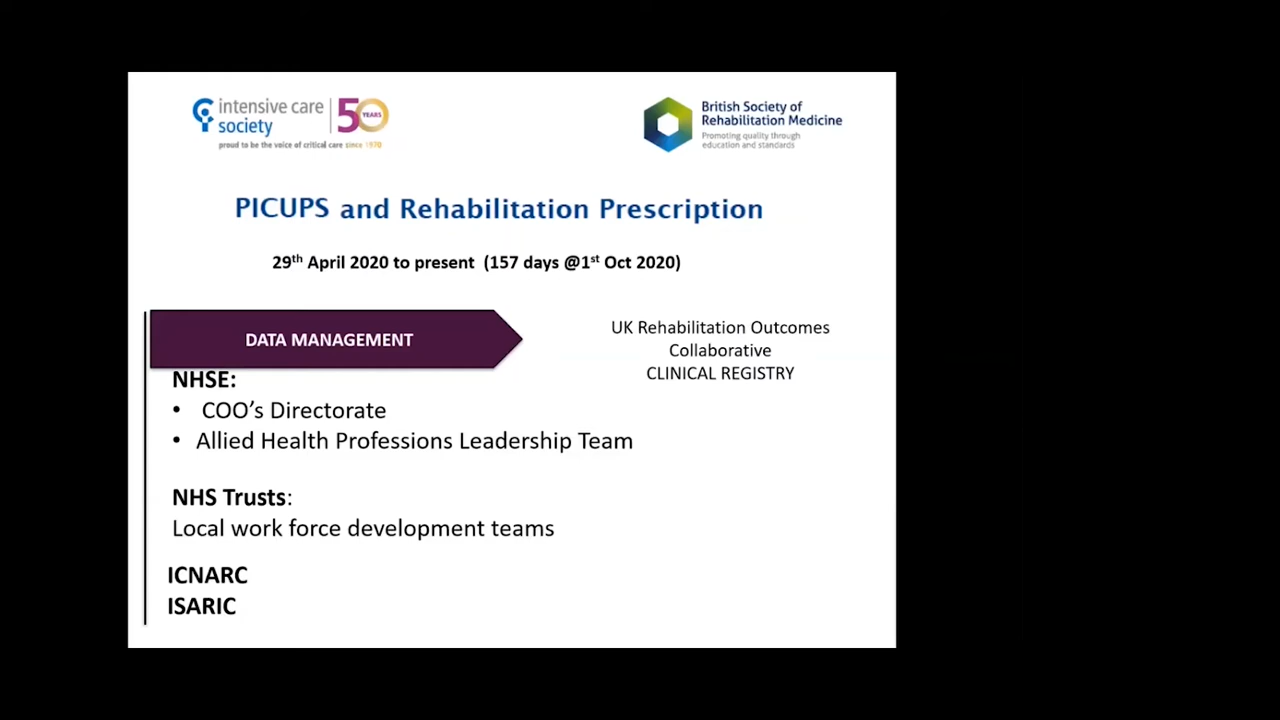 intensive care
society
50 YEARS
proud to be the voice of critical care since 1970
British Society of
Rehabilitation Medicine
Promoting quality through
education and standards
PICUPS and Rehabilitation Prescription
29th April 2020 to present (157 days @1st Oct 2020)
DATA MANAGEMENT
UK Rehabilitation Outcomes
Collaborative
CLINICAL REGISTRY
NHSE:
• COO’s Directorate
• Allied Health Professions Leadership Team
NHS Trusts:
Local work force development teams
ICNARC
ISARIC